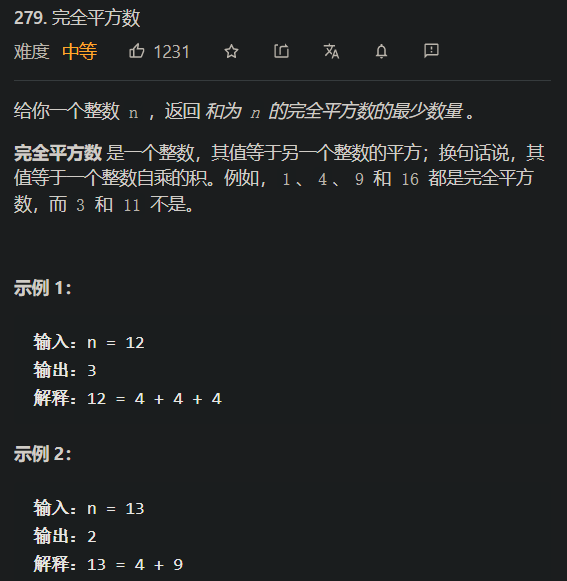 279. 完全平方数
难度 中等 1231
给你一个整数 n ，返回 和为 n 的完全平方数的最少数量 。
完全平方数 是一个整数，其值等于另一个整数的平方；换句话说，其
值等于一个整数自乘的积。例如， 1 、 4 、 9 和 16 都是完全平方
数，而 3 和 11 不是。
示例 1：
输入：n = 12
输出：3
解释：12 = 4 + 4 + 4
示例 2：
输入：n = 13
输出：2
解释：13 = 4 + 9